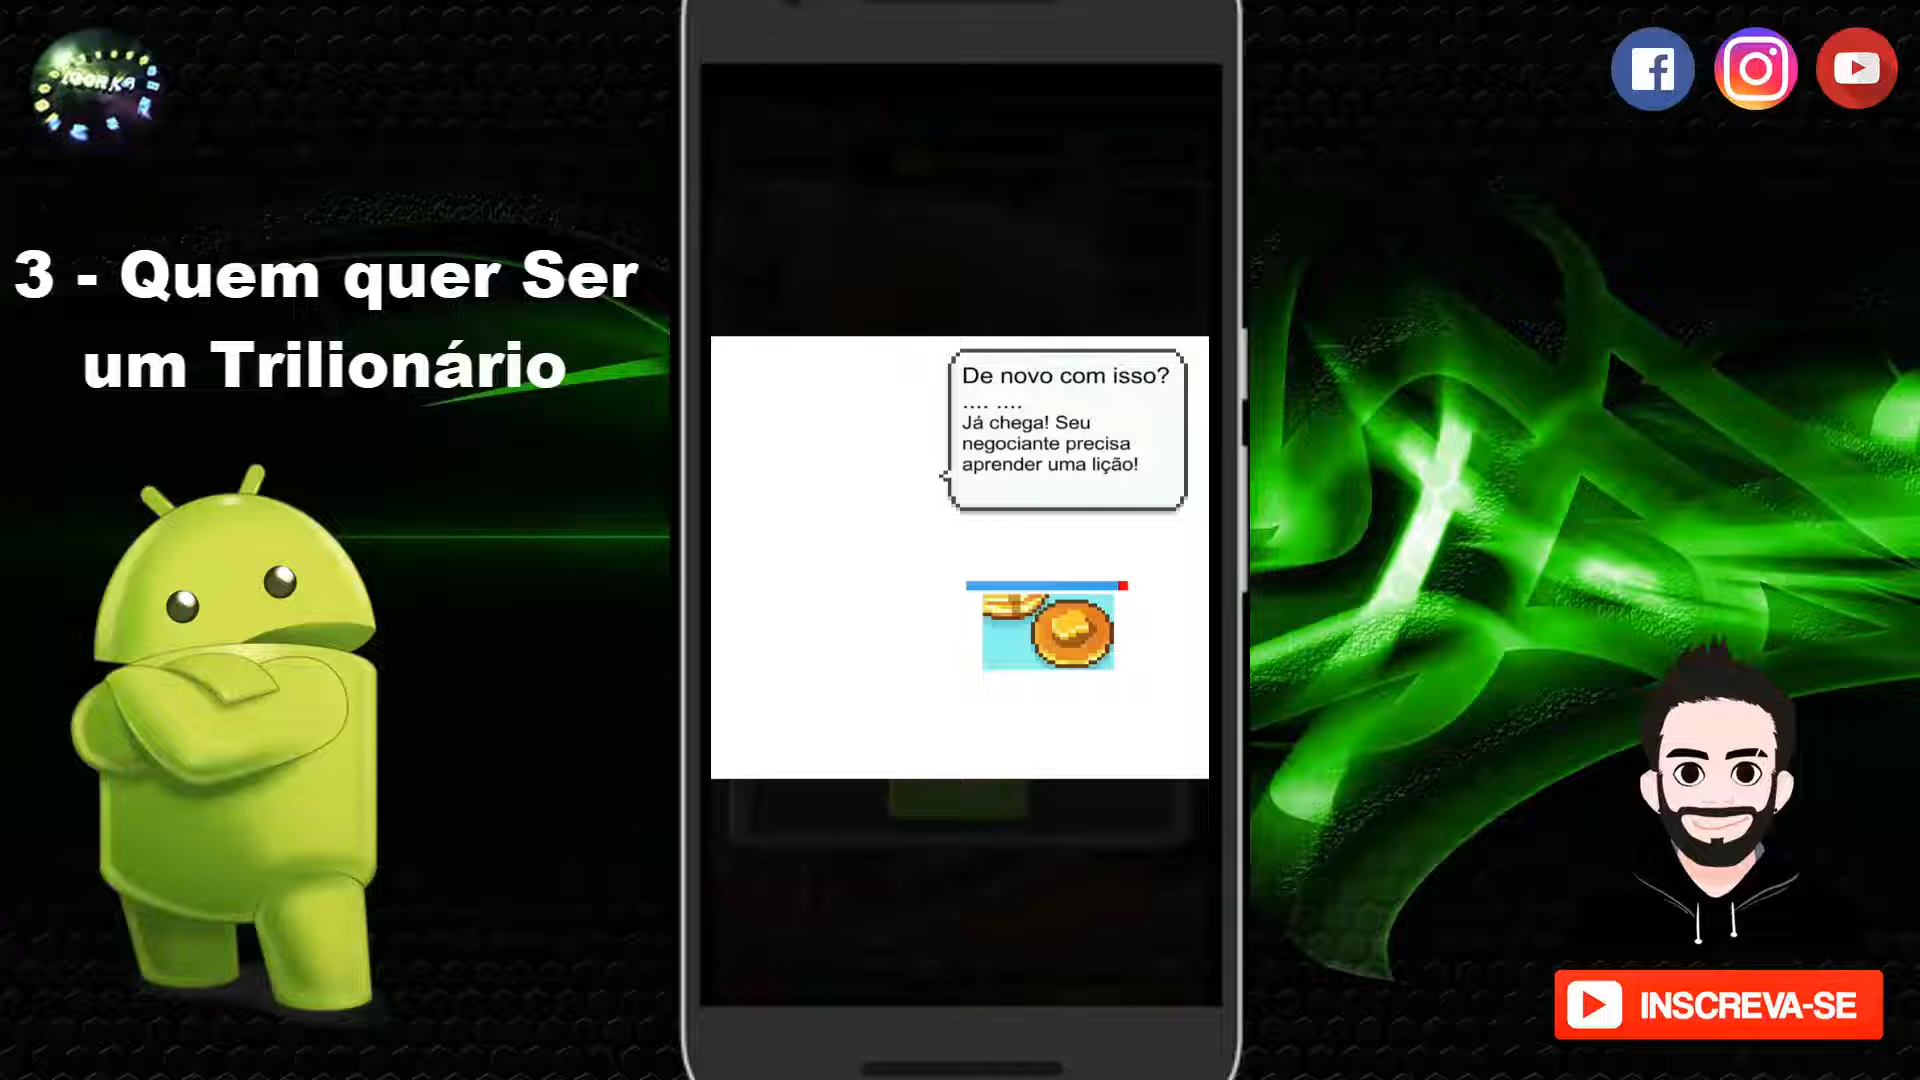 3 - Quem quer Ser
um Trilionário
De novo com isso?
.... ....
Já chega! Seu
negociante precisa
aprender uma lição!
INSCREVA-SE